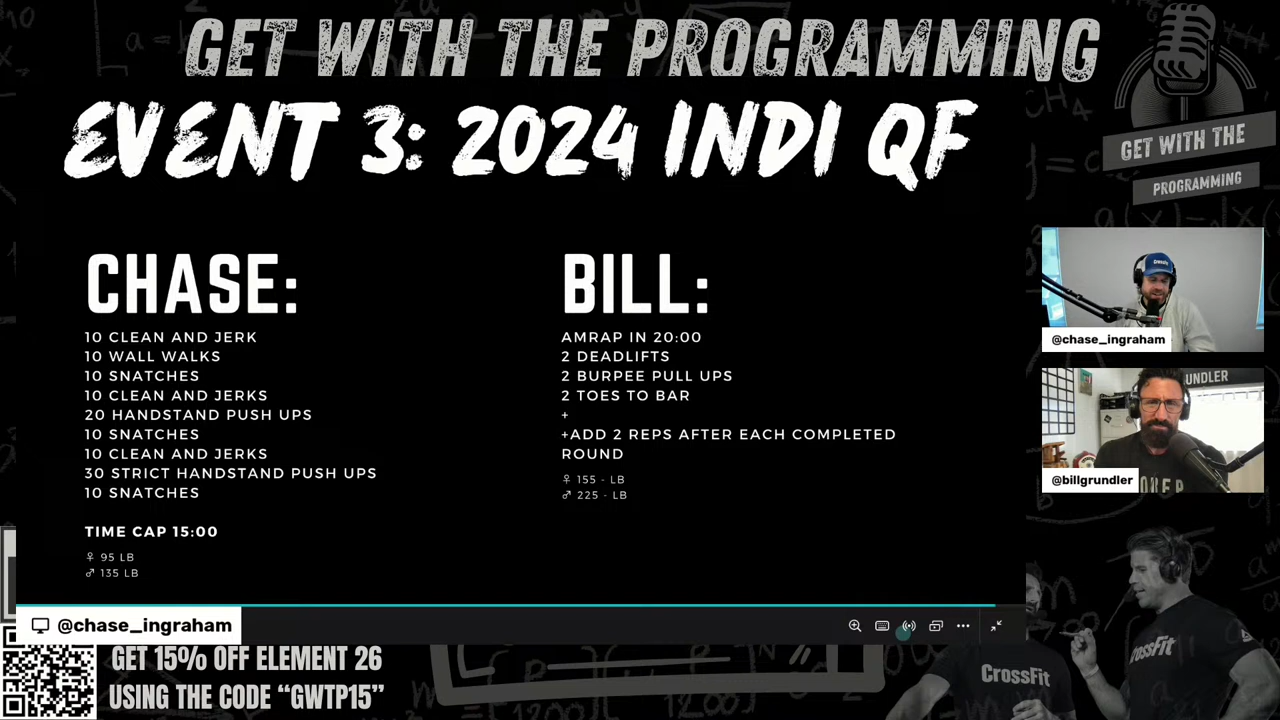 GET WITH THE PROGRAMMING
EVENT 3: 2024 INDI QF
GET WITH THE
PROGRAMMING
CHASE:
10 CLEAN AND JERK
10 WALL WALKS
10 SNATCHES
10 CLEAN AND JERKS
20 HANDSTAND PUSH UPS
10 SNATCHES
10 CLEAN AND JERKS
30 STRICT HANDSTAND PUSH UPS
10 SNATCHES
TIME CAP 15:00
♀ 95 LB
♂ 135 LB
BILL:
AMRAP IN 20:00
2 DEADLIFTS
2 BURPEE PULL UPS
2 TOES TO BAR
+
+ADD 2 REPS AFTER EACH COMPLETED
ROUND
♀ 155 - LB
♂ 225 - LB
CrossFit
@chase_ingraham
UNDLER
@billgrundler
@chase_ingraham
GET 15% OFF ELEMENT 26
USING THE CODE “GWTP15”
CrossFit
CrossFit